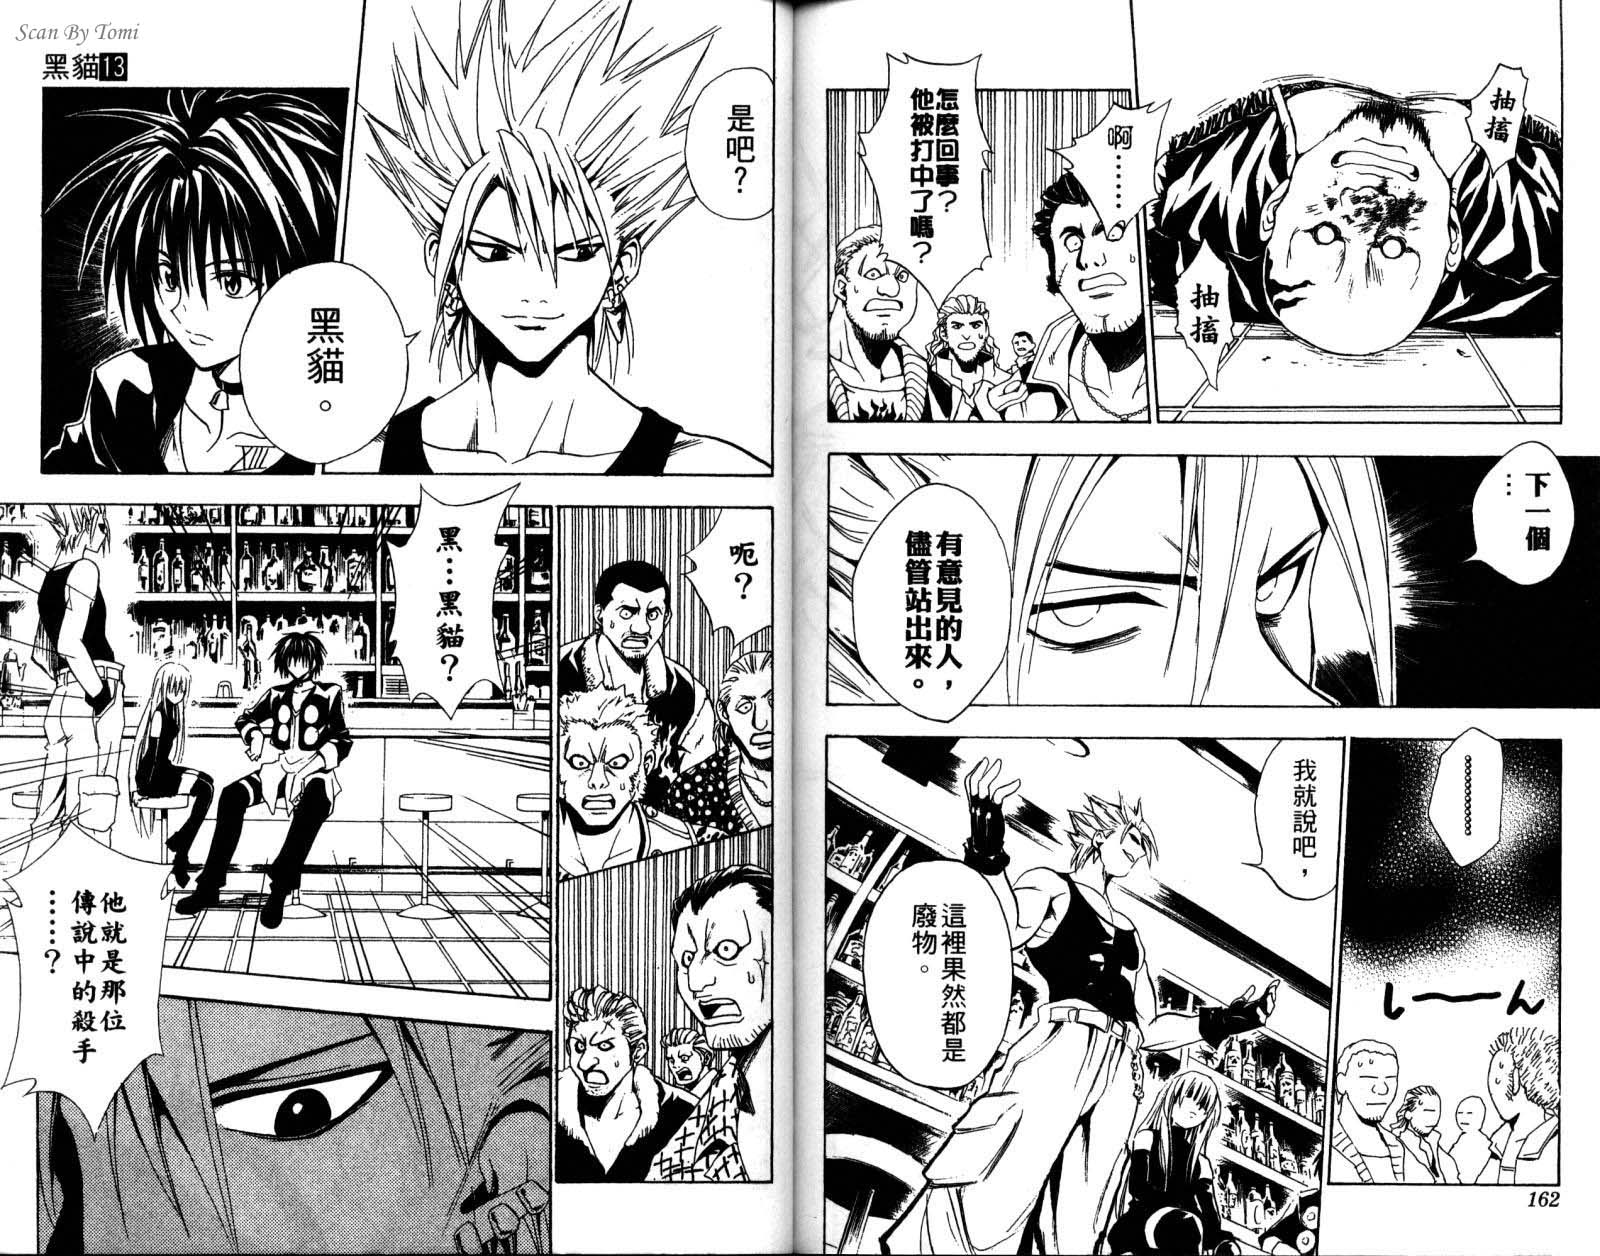 Scan By Tomi
黑貓13
抽搐
抽搐
啊……
怎麼回事？
他被打中了嗎？
下一個
…
有意見的人，
儘管站出來。
…………
しーーん
我就說吧，
這裡果然都是
廢物。
162
是吧？
黑貓。
呃？
黑…黑貓？
他就是那位
傳說中的殺手
……？